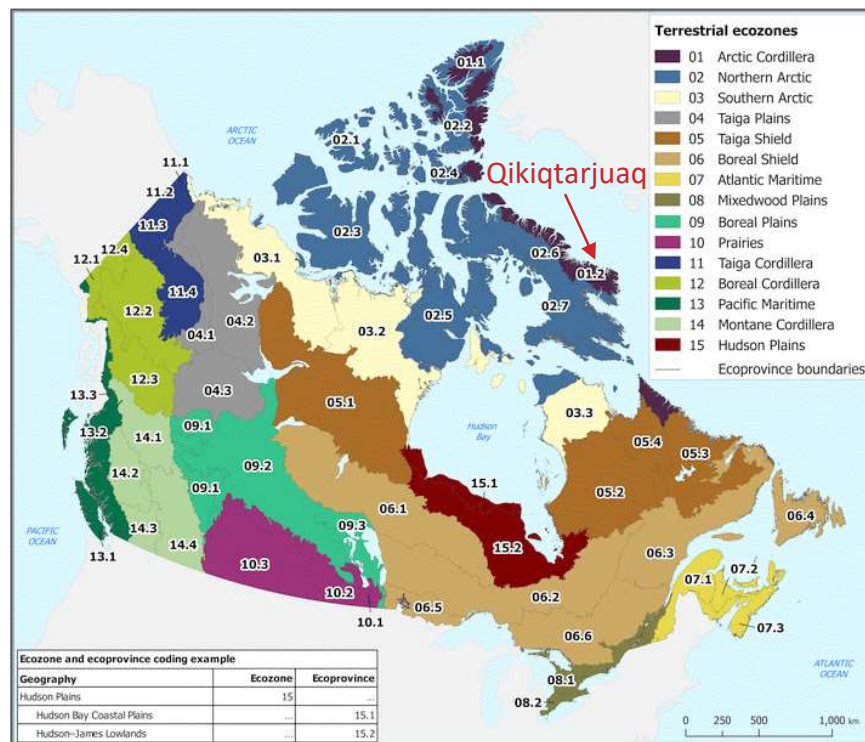 Terrestrial ecozones
01 Arctic Cordillera
02 Northern Arctic
03 Southern Arctic
04 Taiga Plains
05 Taiga Shield
06 Boreal Shield
07 Atlantic Maritime
08 Mixedwood Plains
09 Boreal Plains
10 Prairies
11 Taiga Cordillera
12 Boreal Cordillera
13 Pacific Maritime
14 Montane Cordillera
15 Hudson Plains
Ecoprovince boundaries
01.1
02.2
02.1
ARCTIC
OCEAN
02.4
Qikiqtarjuaq
11.1
11.2
11.3
02.3
02.6
01.2
12.4
12.1
03.1
02.7
11.4
12.2
04.2
04.1
03.2
02.5
12.3
04.3
13.3
05.1
03.3
Hudson
Bay
13.2
14.1
09.1
05.4
05.3
14.2
09.2
09.1
15.1
05.2
06.1
06.4
PACIFIC
OCEAN
14.3
13.1
14.4
09.3
15.2
06.3
10.3
07.2
07.1
10.2
10.1
06.5
06.2
07.3
06.6
08.1
08.2
ATLANTIC
OCEAN
Ecozone and ecoprovince coding example
Geography Ecozone Ecoprovince
Hudson Plains 15 ...
Hudson Bay Coastal Plains ... 15.1
Hudson–James Lowlands ... 15.2
0 250 500 1,000 km